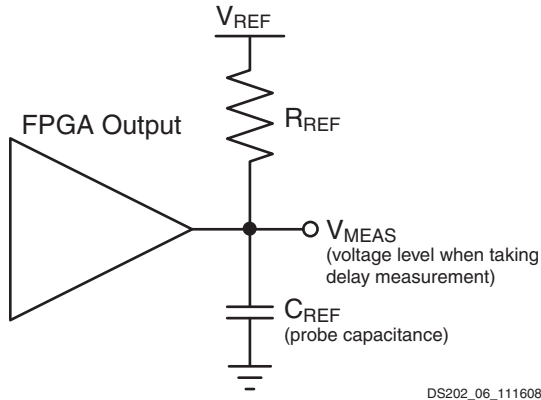 VREF
FPGA Output
RREF
VMEAS
(voltage level when taking
delay measurement)
CREF
(probe capacitance)
DS202_06_111608